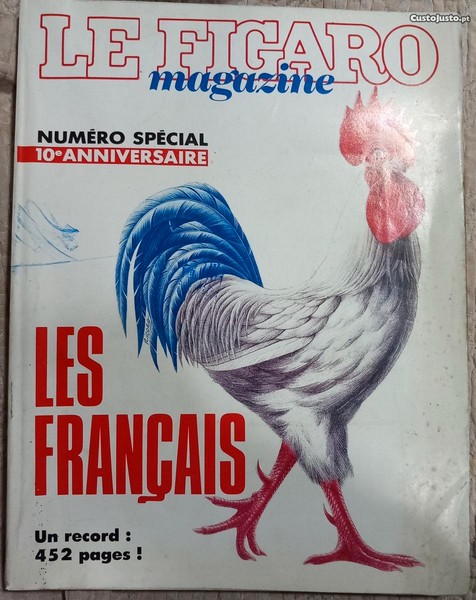 CustoJusto.pt
LE FIGARO
magazine
NUMÉRO SPÉCIAL
10e ANNIVERSAIRE
LES
FRANÇAIS
Un record :
452 pages !